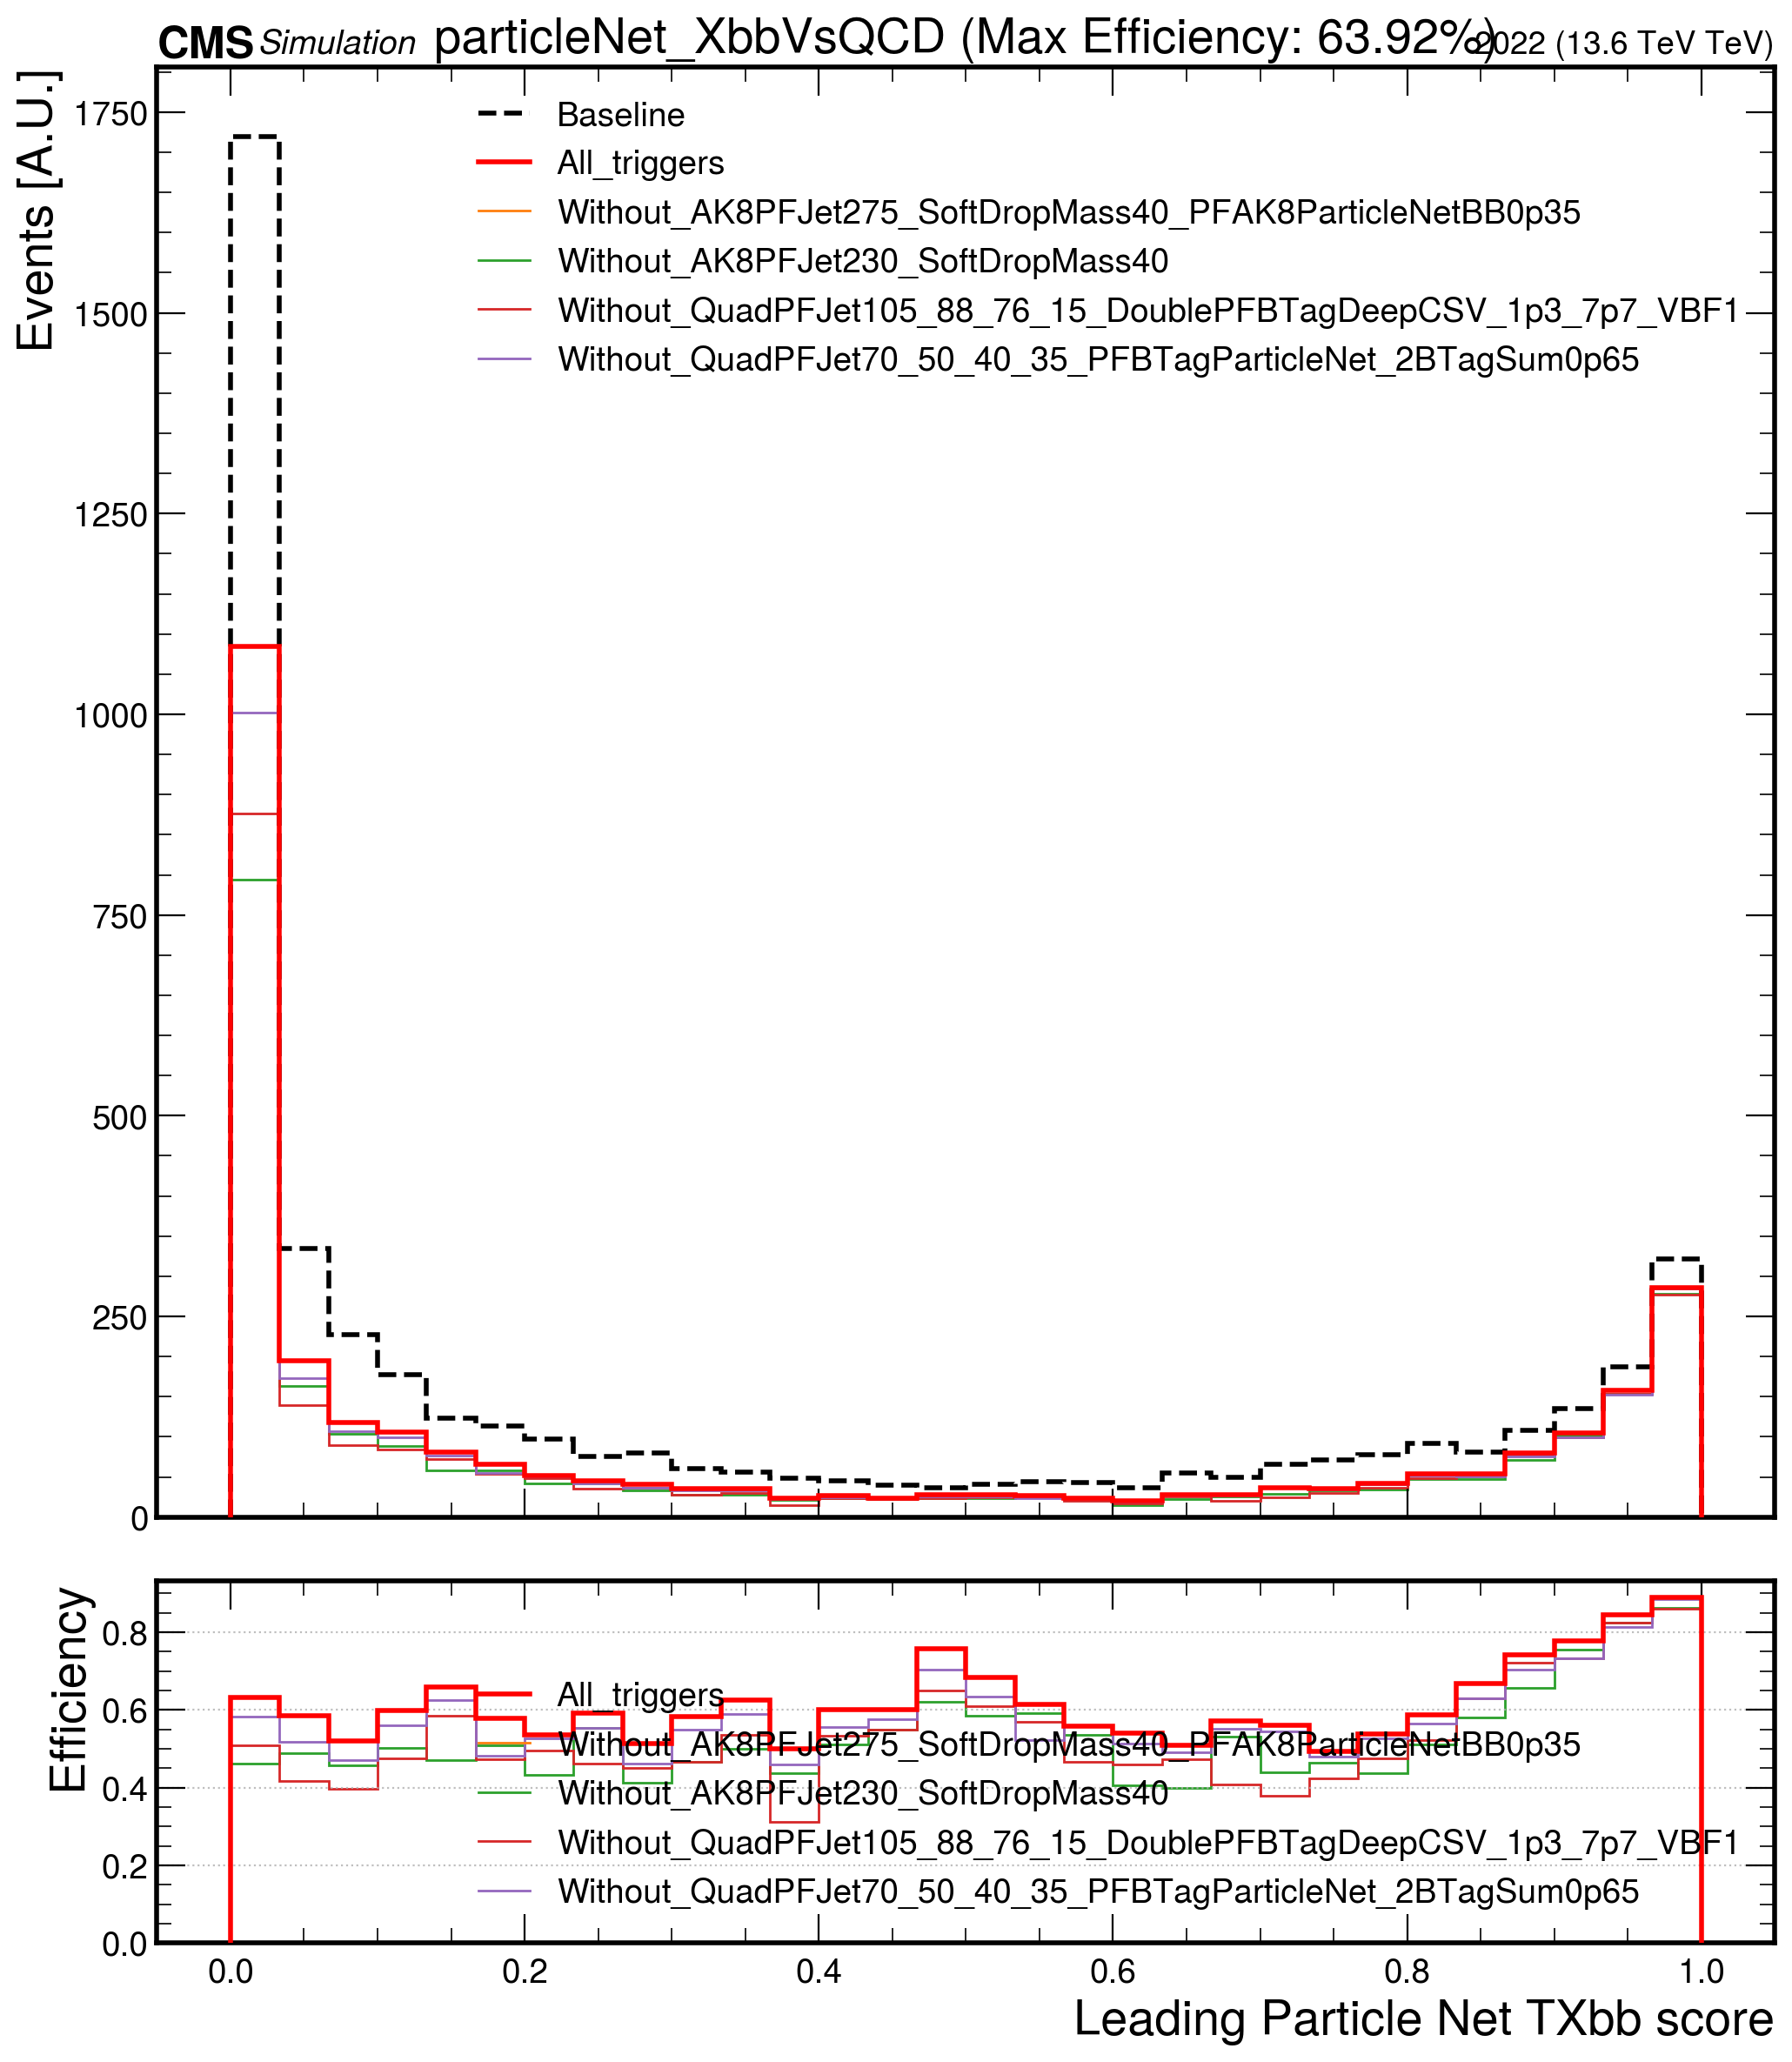 CMS Simulation particleNet_XbbVsQCD (Max Efficiency: 63.92%) 2022 (13.6 TeV TeV)
Events [A.U.]
1750
1500
1250
1000
750
500
250
0
Baseline
All_triggers
Without_AK8PFJet275_SoftDropMass40_PFAK8ParticleNetBB0p35
Without_AK8PFJet230_SoftDropMass40
Without_QuadPFJet105_88_76_15_DoublePFBTagDeepCSV_1p3_7p7_VBF1
Without_QuadPFJet70_50_40_35_PFBTagParticleNet_2BTagSum0p65
Efficiency
0.8
0.6
0.4
0.2
0.0
All_triggers
Without_AK8PFJet275_SoftDropMass40_PFAK8ParticleNetBB0p35
Without_AK8PFJet230_SoftDropMass40
Without_QuadPFJet105_88_76_15_DoublePFBTagDeepCSV_1p3_7p7_VBF1
Without_QuadPFJet70_50_40_35_PFBTagParticleNet_2BTagSum0p65
0.0 0.2 0.4 0.6 0.8 1.0
Leading Particle Net TXbb score